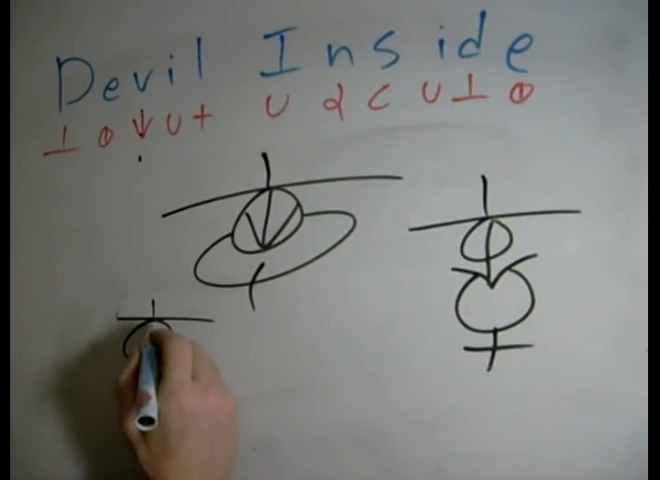 Devil Inside
⊥ ⦶ ↓ ∪ + ∪ α < ∪ ⊥ ⦶